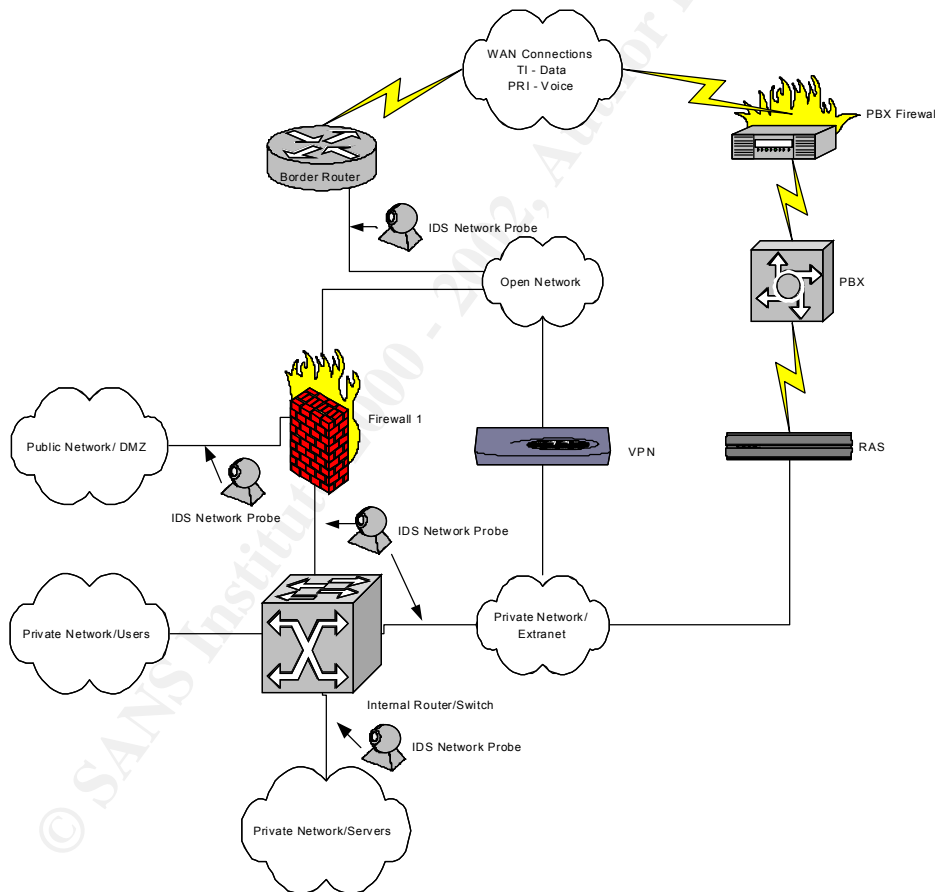 WAN Connections
TI - Data
PRI - Voice
PBX Firewal
Border Router
IDS Network Probe
Open Network
PBX
Firewall 1
Public Network/ DMZ
VPN
RAS
IDS Network Probe
IDS Network Probe
Private Network/Users
Private Network/
Extranet
Internal Router/Switch
IDS Network Probe
Private Network/Servers
© SANS Institute 2000 - 2002, Author